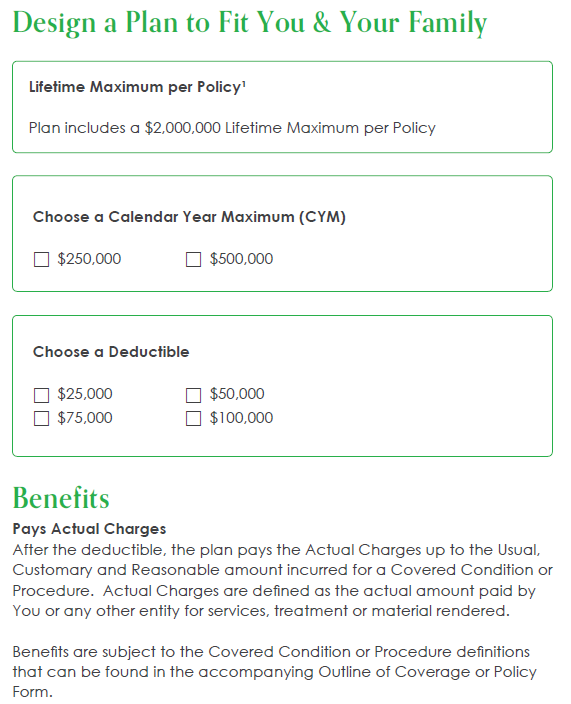 Design a Plan to Fit You & Your Family
Lifetime Maximum per Policy¹
Plan includes a $2,000,000 Lifetime Maximum per Policy
Choose a Calendar Year Maximum (CYM)
☐ $250,000 ☐ $500,000
Choose a Deductible
☐ $25,000 ☐ $50,000
☐ $75,000 ☐ $100,000
Benefits
Pays Actual Charges
After the deductible, the plan pays the Actual Charges up to the Usual,
Customary and Reasonable amount incurred for a Covered Condition or
Procedure.  Actual Charges are defined as the actual amount paid by
You or any other entity for services, treatment or material rendered.
Benefits are subject to the Covered Condition or Procedure definitions
that can be found in the accompanying Outline of Coverage or Policy
Form.